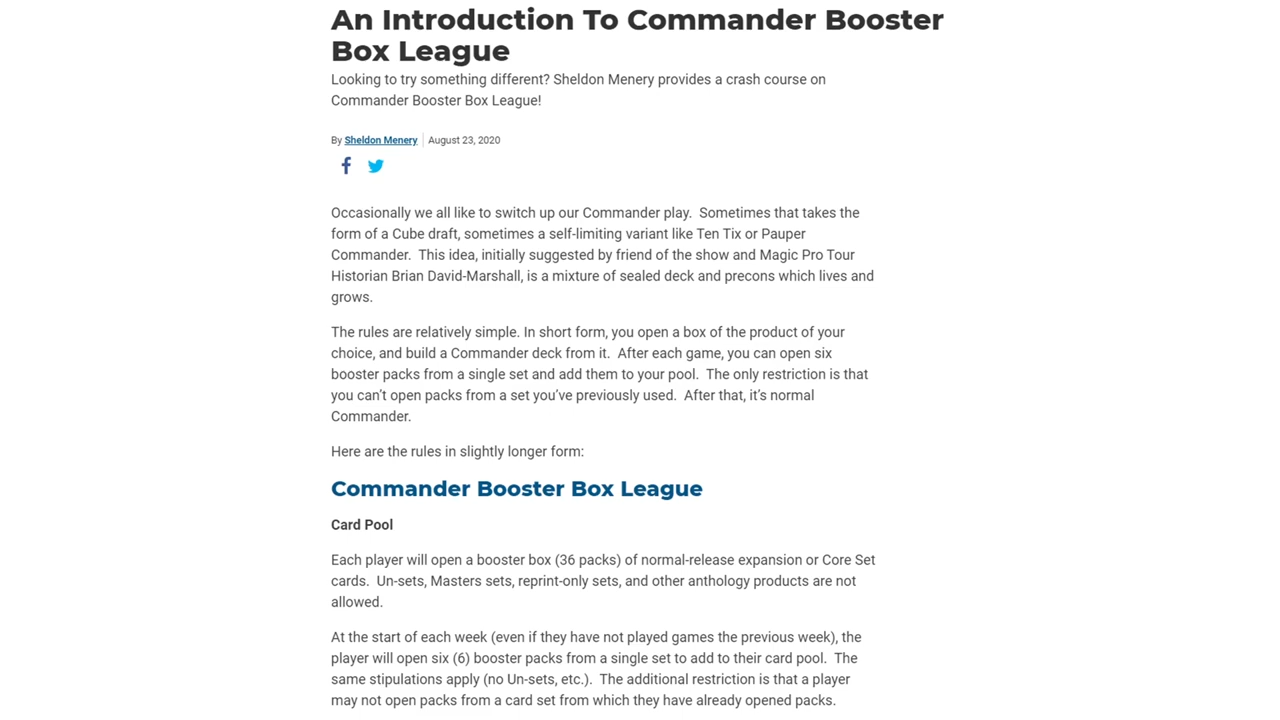 An Introduction To Commander Booster
Box League
Looking to try something different? Sheldon Menery provides a crash course on
Commander Booster Box League!
By Sheldon Menery August 23, 2020
Occasionally we all like to switch up our Commander play.  Sometimes that takes the
form of a Cube draft, sometimes a self-limiting variant like Ten Tix or Pauper
Commander.  This idea, initially suggested by friend of the show and Magic Pro Tour
Historian Brian David-Marshall, is a mixture of sealed deck and precons which lives and
grows.
The rules are relatively simple. In short form, you open a box of the product of your
choice, and build a Commander deck from it.  After each game, you can open six
booster packs from a single set and add them to your pool.  The only restriction is that
you can’t open packs from a set you’ve previously used.  After that, it’s normal
Commander.
Here are the rules in slightly longer form:
Commander Booster Box League
Card Pool
Each player will open a booster box (36 packs) of normal-release expansion or Core Set
cards.  Un-sets, Masters sets, reprint-only sets, and other anthology products are not
allowed.
At the start of each week (even if they have not played games the previous week), the
player will open six (6) booster packs from a single set to add to their card pool.  The
same stipulations apply (no Un-sets, etc.).  The additional restriction is that a player
may not open packs from a card set from which they have already opened packs.